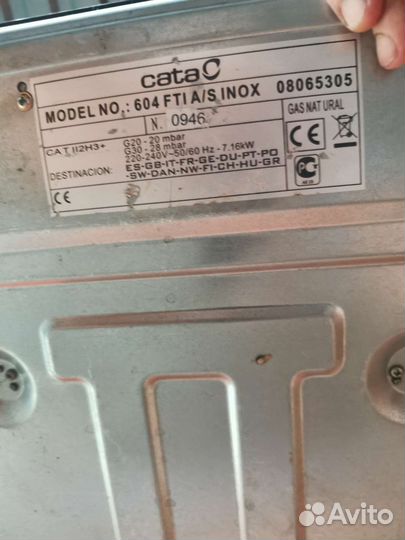 cata
MODEL NO.: 604 FTI A/S INOX 08065305
N. 0946
GAS NATURAL
CAT II2H3+
G20 - 20 mbar
G30 - 28 mbar
220-240V~50/60 Hz - 7.16kW
DESTINACION: ES-GB-IT-FR-GE-DU-PT-PO
-SW-DAN-NW-FI-CH-HU-GR
CE
Avito